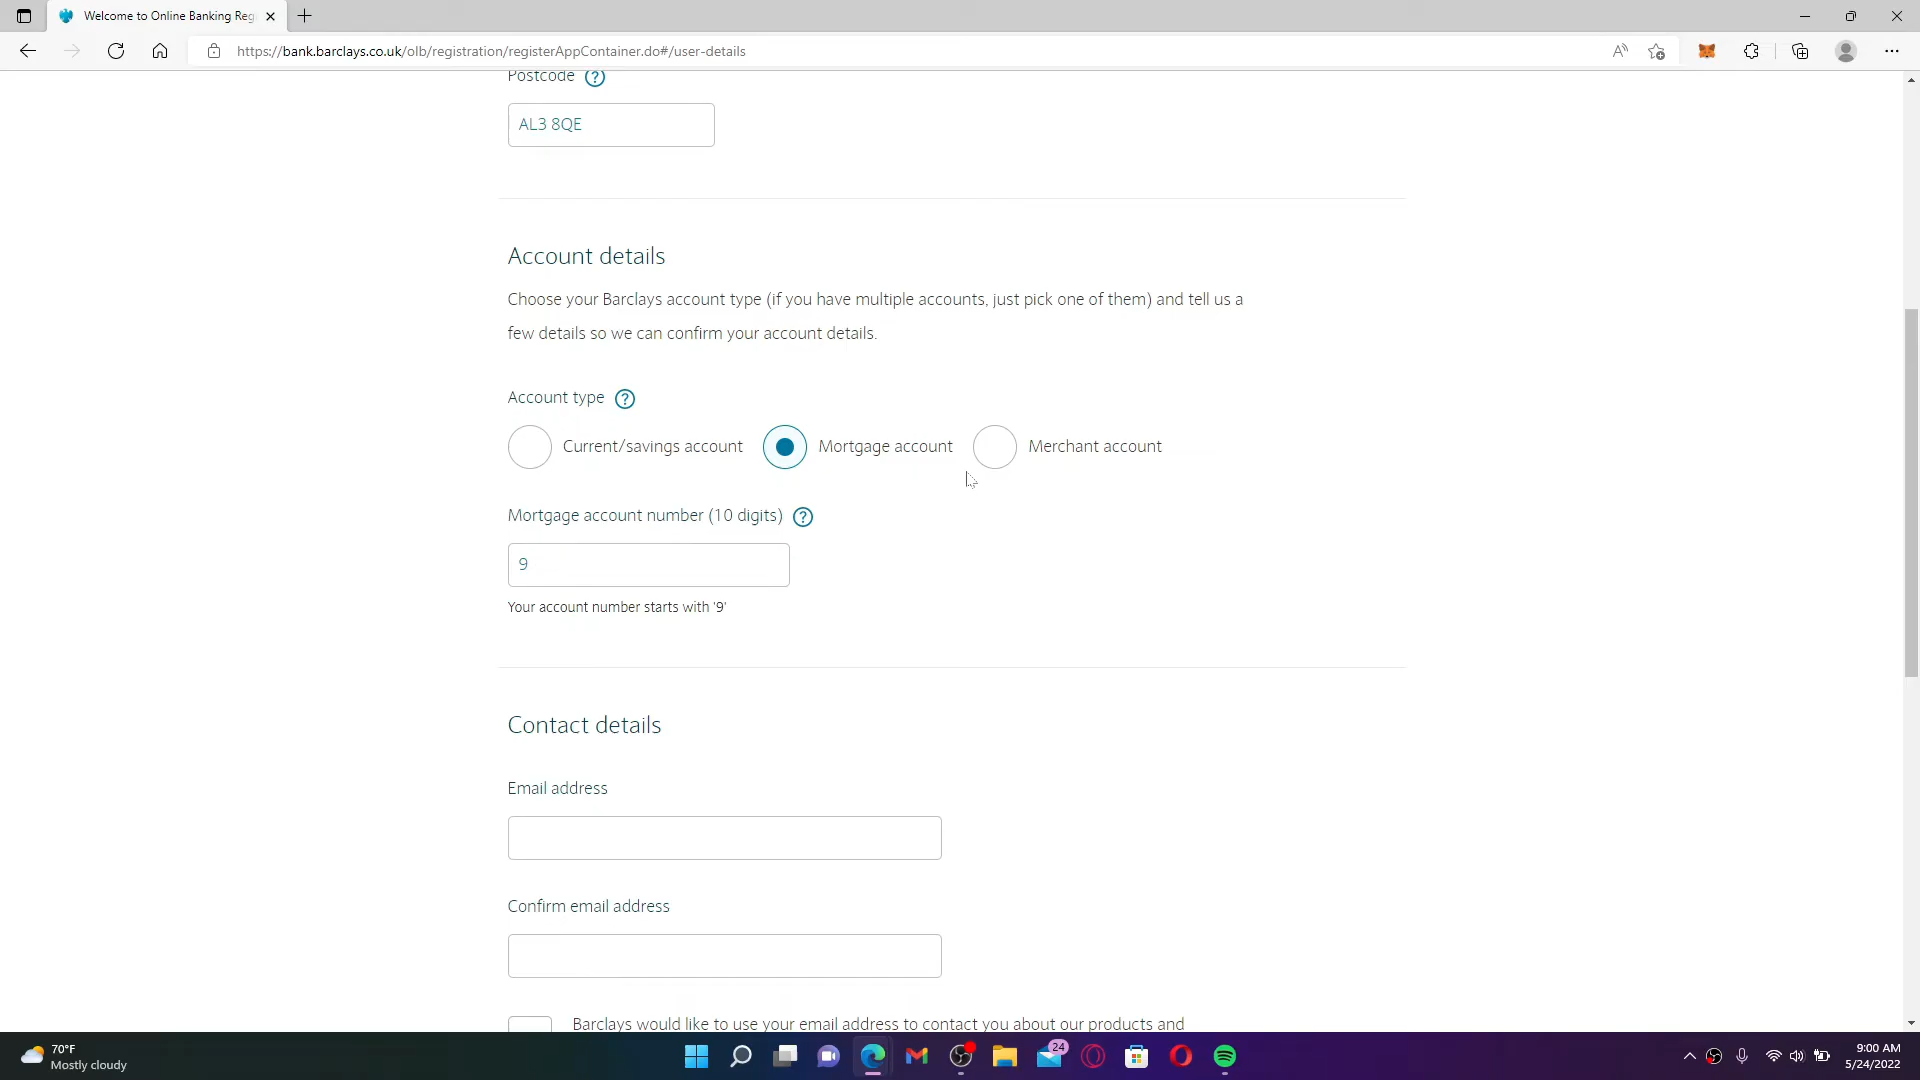 Welcome to Online Banking Reg
https://bank.barclays.co.uk/olb/registration/registerAppContainer.do#/user-details
Postcode ?
AL3 8QE
Account details
Choose your Barclays account type (if you have multiple accounts, just pick one of them) and tell us a
few details so we can confirm your account details.
Account type ?
Current/savings account Mortgage account Merchant account
Mortgage account number (10 digits) ?
9
Your account number starts with '9'
Contact details
Email address
Confirm email address
Barclays would like to use your email address to contact you about our products and
70°F
Mostly cloudy
24
9:00 AM
5/24/2022